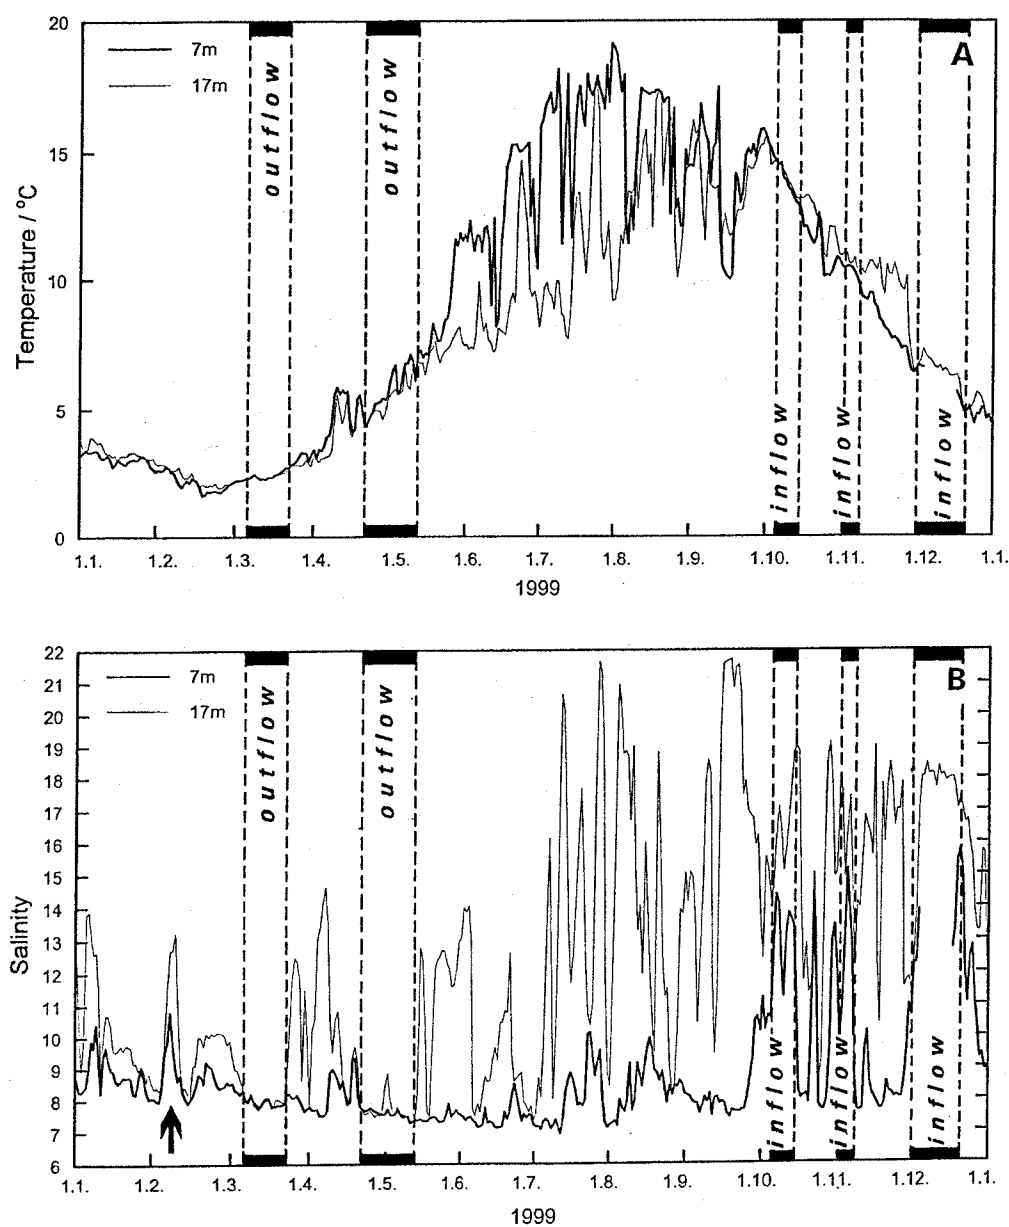 20
15
10
5
0
Temperature / °C
7m
17m
outflow
outflow
inflow
inflow
inflow
A
1.1. 1.2. 1.3. 1.4. 1.5. 1.6. 1.7. 1.8. 1.9. 1.10. 1.11. 1.12. 1.1.
1999
22
21
20
19
18
17
16
15
14
13
12
11
10
9
8
7
6
Salinity
7m
17m
outflow
outflow
inflow
inflow
inflow
B
1.1. 1.2. 1.3. 1.4. 1.5. 1.6. 1.7. 1.8. 1.9. 1.10. 1.11. 1.12. 1.1.
1999